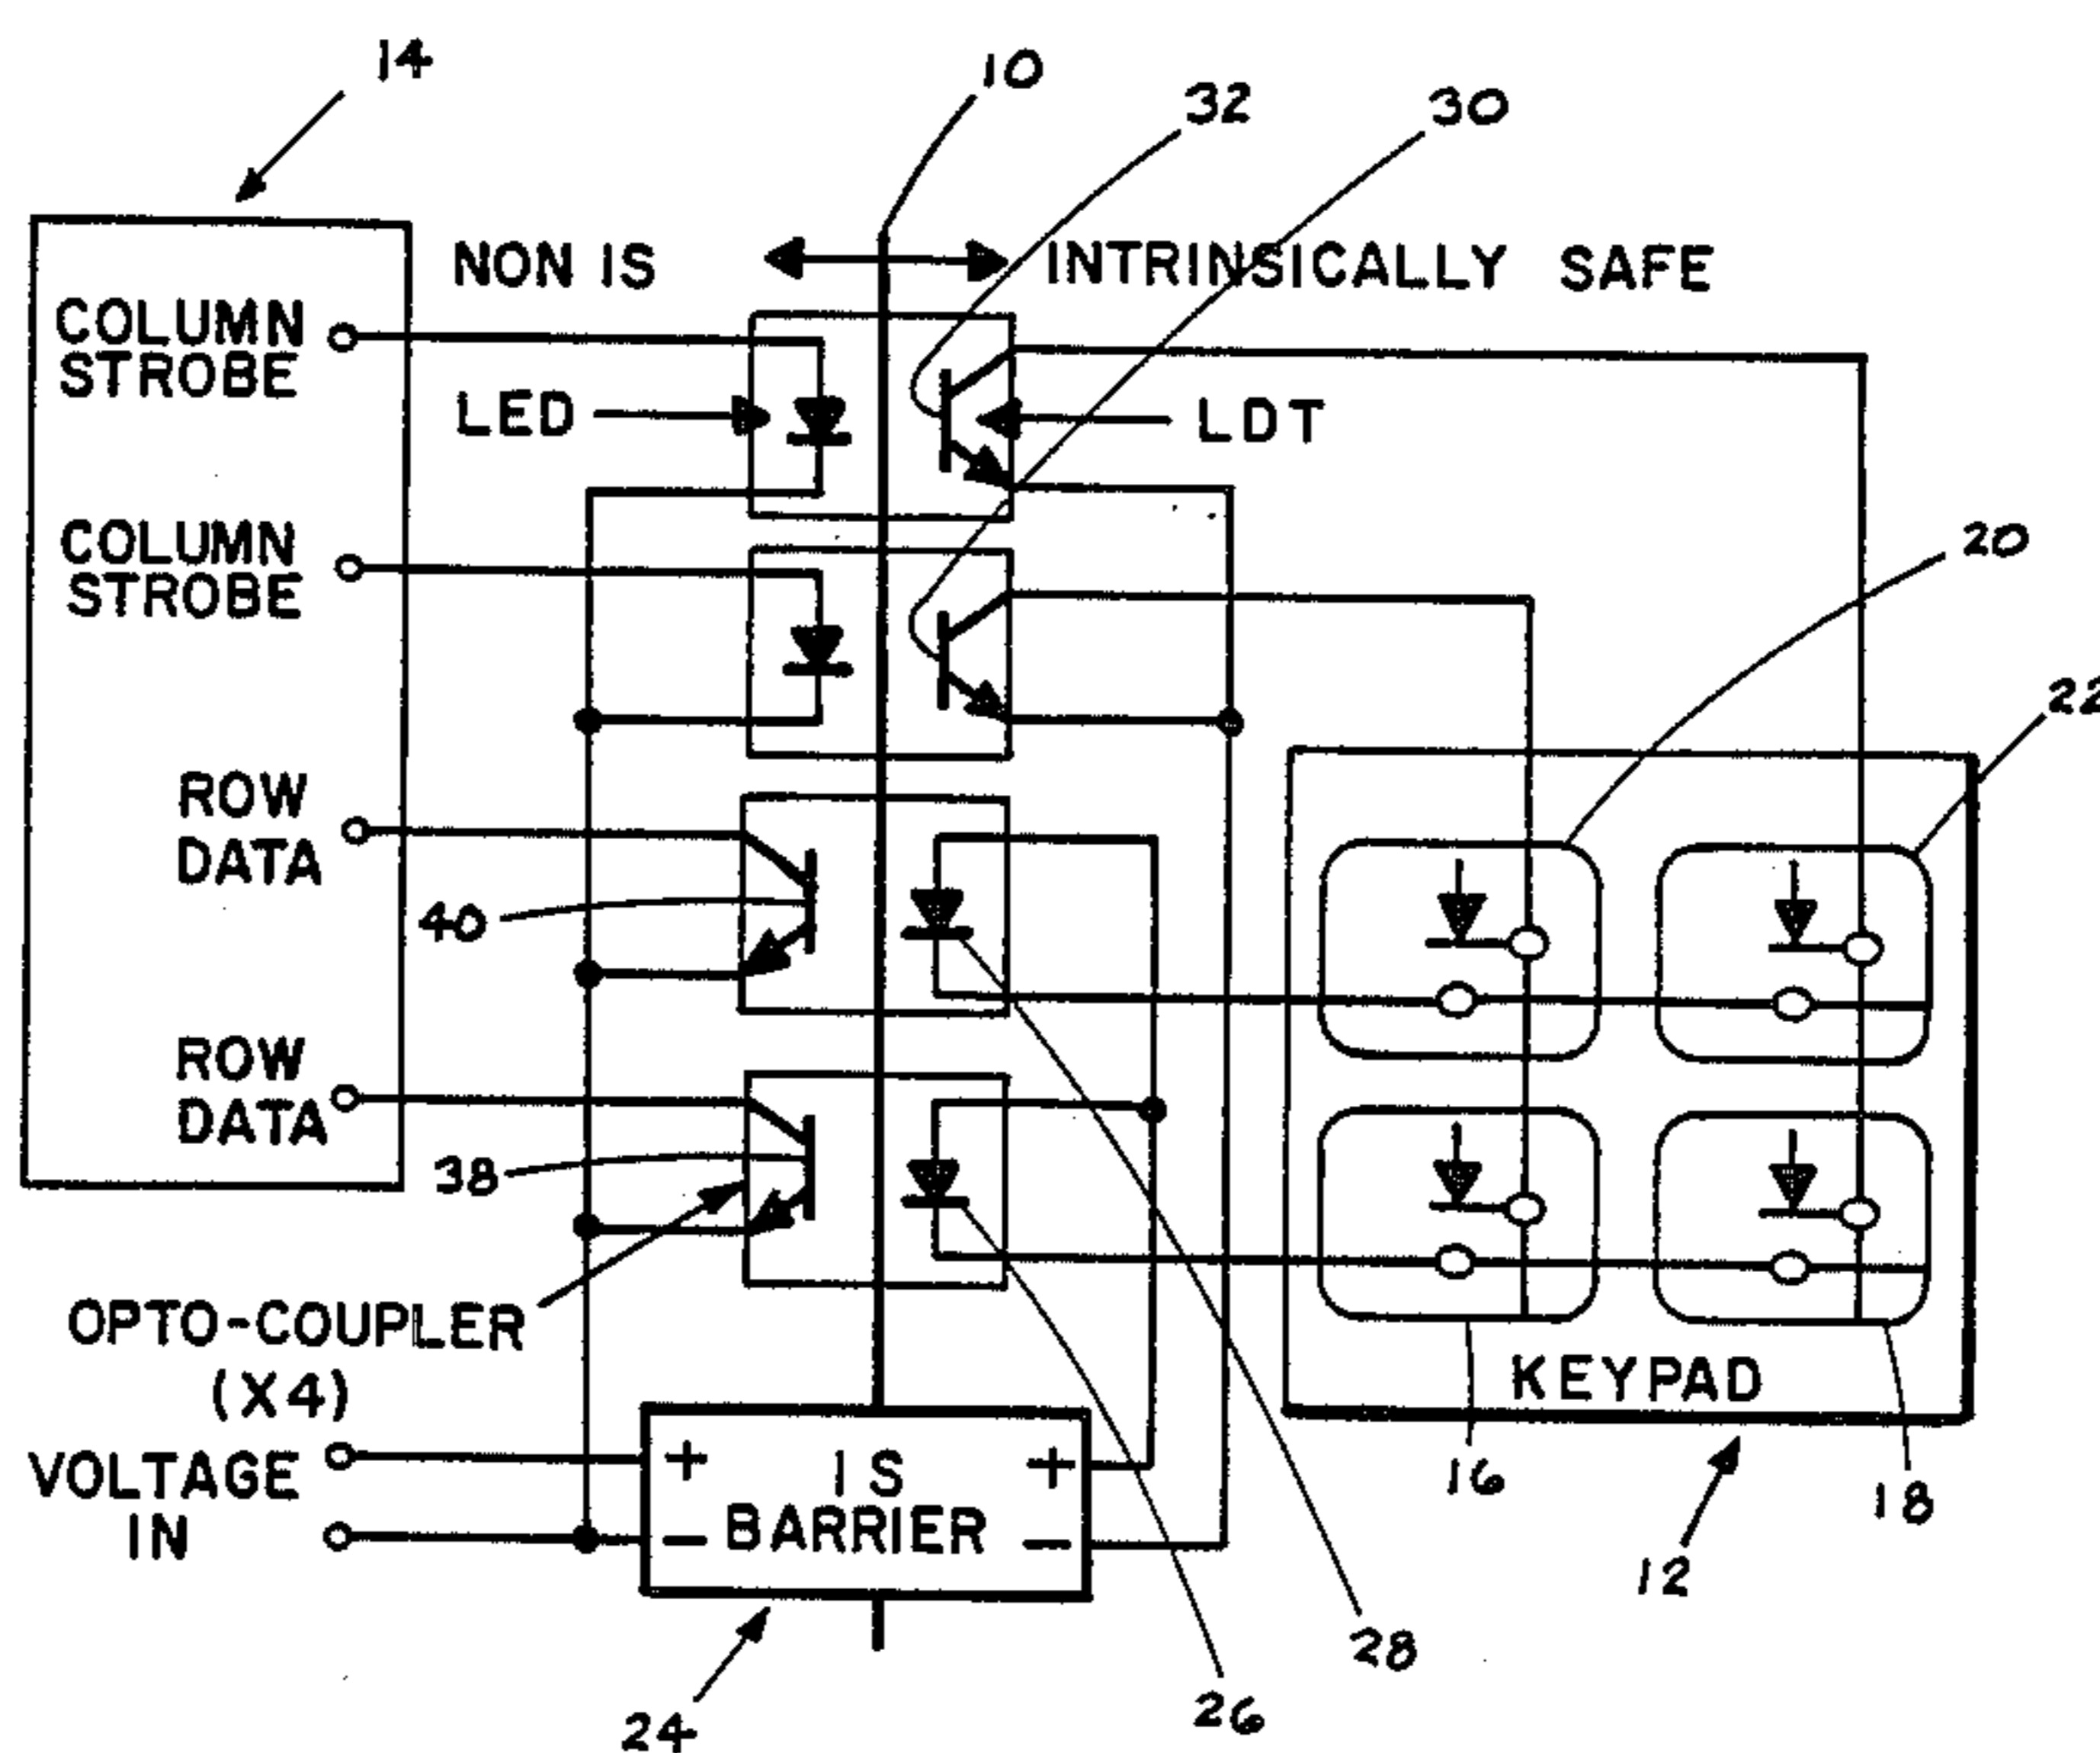 14
10
32
30
NON IS
INTRINSICALLY SAFE
COLUMN
STROBE
LED
LDT
COLUMN
STROBE
20
22
ROW
DATA
40
ROW
DATA
38
OPTO-COUPLER
(X4)
KEYPAD
VOLTAGE
IN
+ IS +
- BARRIER -
16
18
12
28
26
24